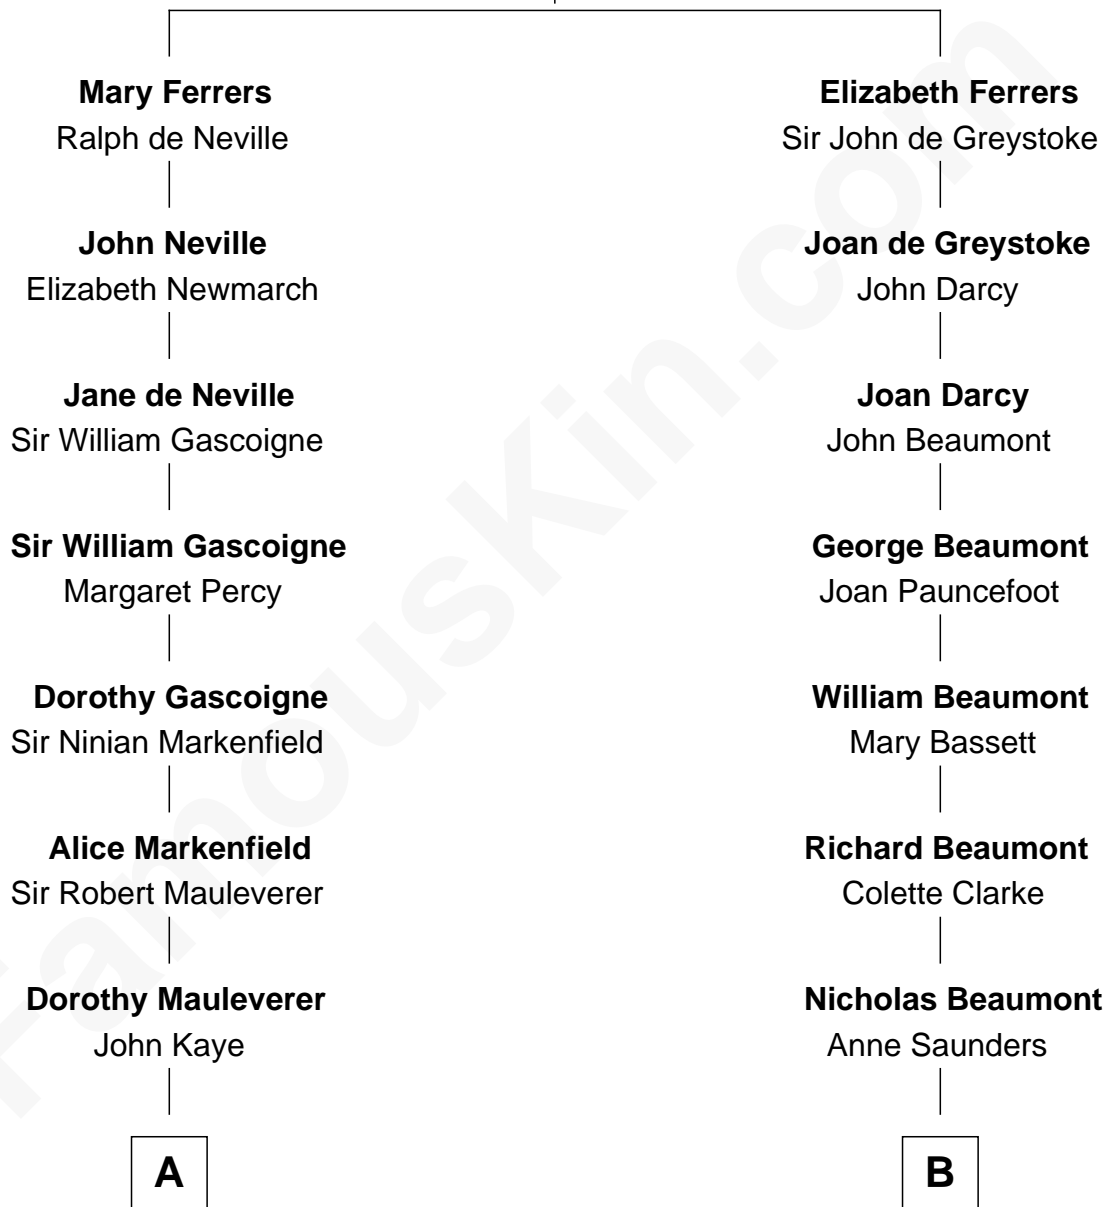 Mary Ferrers
Ralph de Neville
John Neville
Elizabeth Newmarch
Jane de Neville
Sir William Gascoigne
Sir William Gascoigne
Margaret Percy
Dorothy Gascoigne
Sir Ninian Markenfield
Alice Markenfield
Sir Robert Mauleverer
Dorothy Mauleverer
John Kaye
A
Elizabeth Ferrers
Sir John de Greystoke
Joan de Greystoke
John Darcy
Joan Darcy
John Beaumont
George Beaumont
Joan Pauncefoot
William Beaumont
Mary Bassett
Richard Beaumont
Colette Clarke
Nicholas Beaumont
Anne Saunders
B
FamousKin.com